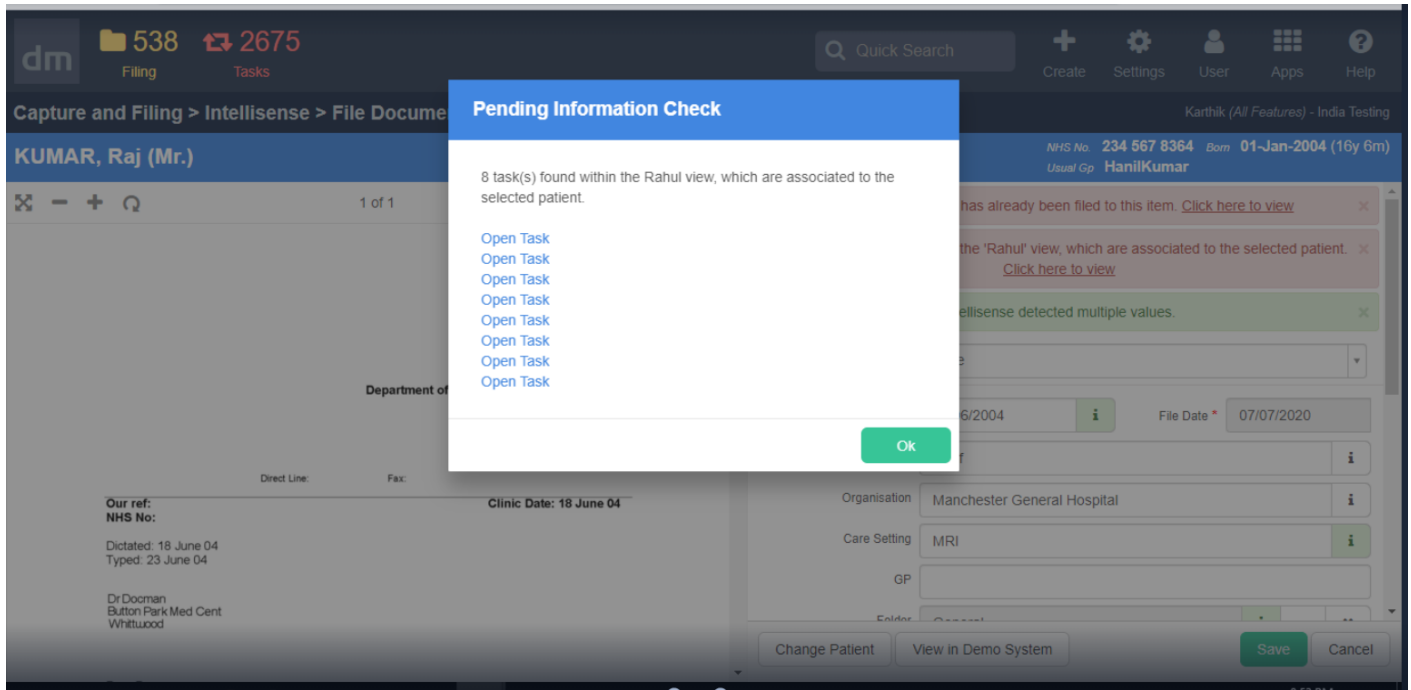 dm
538
Filing
2675
Tasks
Quick Search
Create
Settings
User
Apps
Help
Capture and Filing > Intellisense > File Docume
Karthik (All Features) - India Testing
KUMAR, Raj (Mr.)
NHS No. 234 567 8364 Born 01-Jan-2004 (16y 6m)
Usual Gp HanilKumar
1 of 1
Pending Information Check
8 task(s) found within the Rahul view, which are associated to the
selected patient.
Open Task
Open Task
Open Task
Open Task
Open Task
Open Task
Open Task
Open Task
Ok
has already been filed to this item. Click here to view
the 'Rahul' view, which are associated to the selected patient.
Click here to view
ellisense detected multiple values.
6/2004
File Date * 07/07/2020
Organisation Manchester General Hospital
Care Setting MRI
GP
Folder General
Change Patient
View in Demo System
Save
Cancel
Department of
Direct Line: Fax:
Our ref: Clinic Date: 18 June 04
NHS No:
Dictated: 18 June 04
Typed: 23 June 04
Dr Docman
Button Park Med Cent
Whittwood